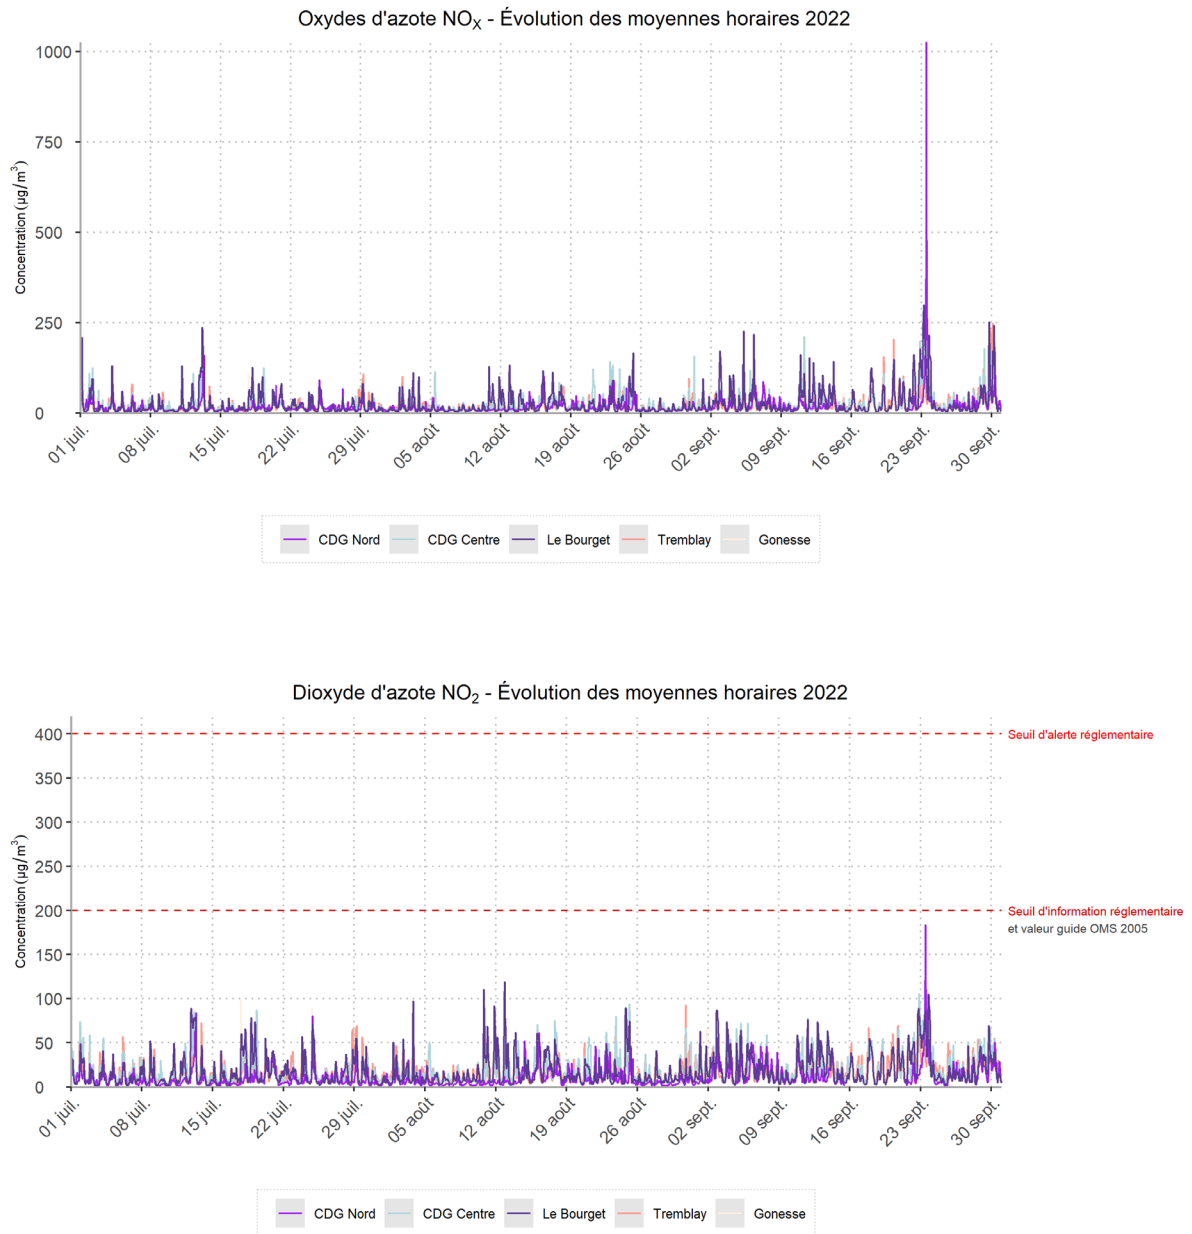 Oxydes d'azote NOX - Évolution des moyennes horaires 2022
Concentration (µg/m³)
1000
750
500
250
0
01 juil.
08 juil.
15 juil.
22 juil.
29 juil.
05 août
12 août
19 août
26 août
02 sept.
09 sept.
16 sept.
23 sept.
30 sept.
CDG Nord
CDG Centre
Le Bourget
Tremblay
Gonesse
Dioxyde d'azote NO₂ - Évolution des moyennes horaires 2022
Concentration (µg/m³)
400
350
300
250
200
150
100
50
0
Seuil d'alerte réglementaire
Seuil d'information réglementaire
et valeur guide OMS 2005
01 juil.
08 juil.
15 juil.
22 juil.
29 juil.
05 août
12 août
19 août
26 août
02 sept.
09 sept.
16 sept.
23 sept.
30 sept.
CDG Nord
CDG Centre
Le Bourget
Tremblay
Gonesse